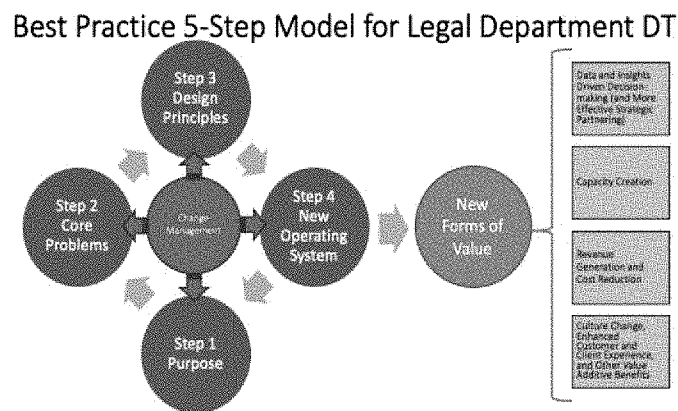 Best Practice 5-Step Model for Legal Department DT
Step 3
Design
Principles
Step 2
Core
Problems
Change
Management
Step 4
New
Operating
System
Step 1
Purpose
New
Forms of
Value
Data and Insights
Driven Decision-
making (and More
Effective Strategic
Partnering)
Capacity Creation
Revenue
Generation and
Cost Reduction
Culture Change,
Enhanced
Customer and
Client Experience,
and Other Value
Additive Benefits